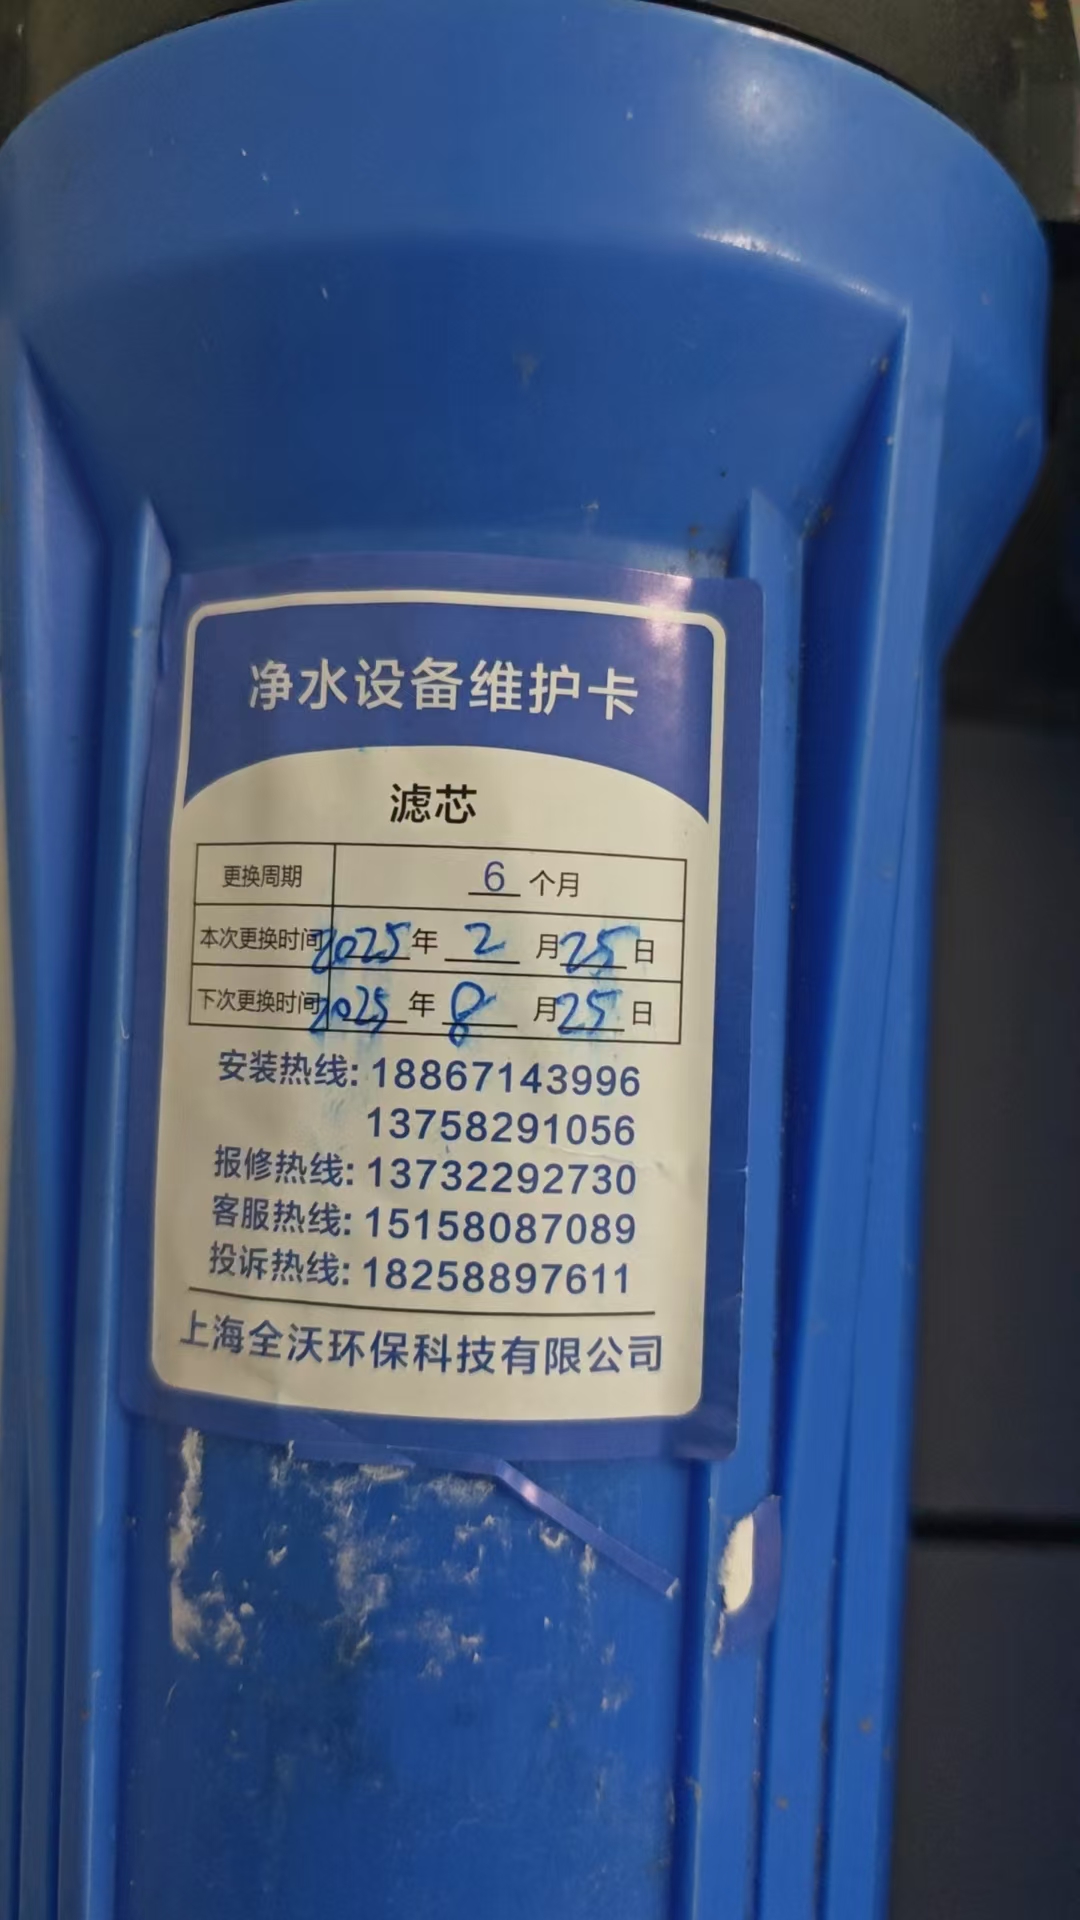 净水设备维护卡
滤芯
更换周期 6 个月
本次更换时间 2025 年 2 月 25 日
下次更换时间 2025 年 8 月 25 日
安装热线: 18867143996
13758291056
报修热线: 13732292730
客服热线: 15158087089
投诉热线: 18258897611
上海全沃环保科技有限公司